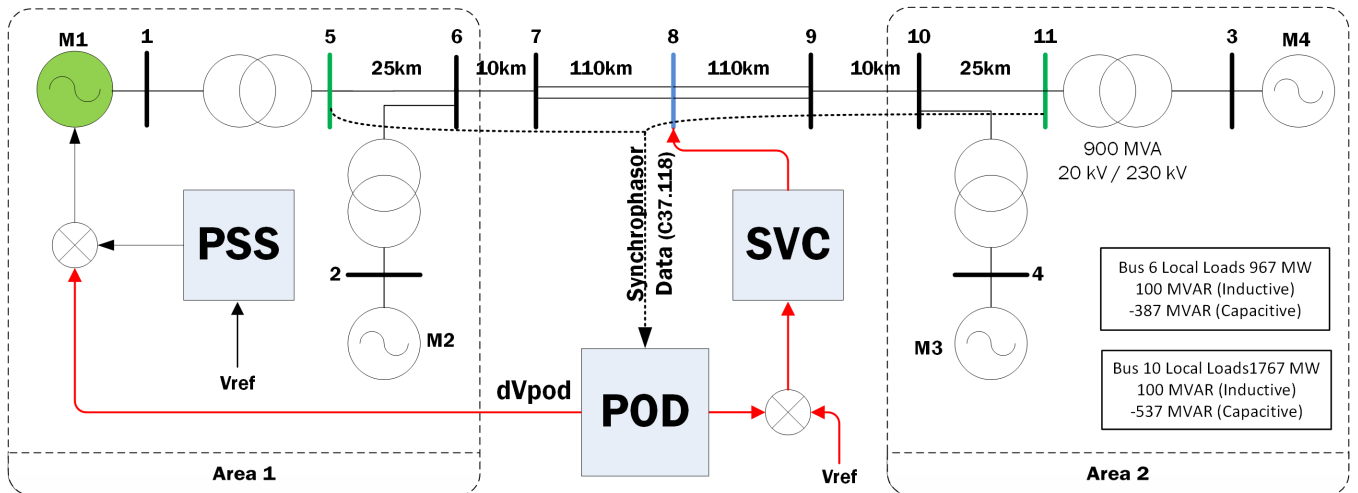 M1
1
5
6
7
8
9
10
11
3
M4
25km
10km
110km
110km
10km
25km
900 MVA
20 kV / 230 kV
Synchrophasor
Data (C37.118)
PSS
SVC
2
4
Bus 6 Local Loads 967 MW
100 MVAR (Inductive)
-387 MVAR (Capacitive)
M2
M3
Vref
dVpod
POD
Bus 10 Local Loads1767 MW
100 MVAR (Inductive)
-537 MVAR (Capacitive)
Vref
Area 1
Area 2